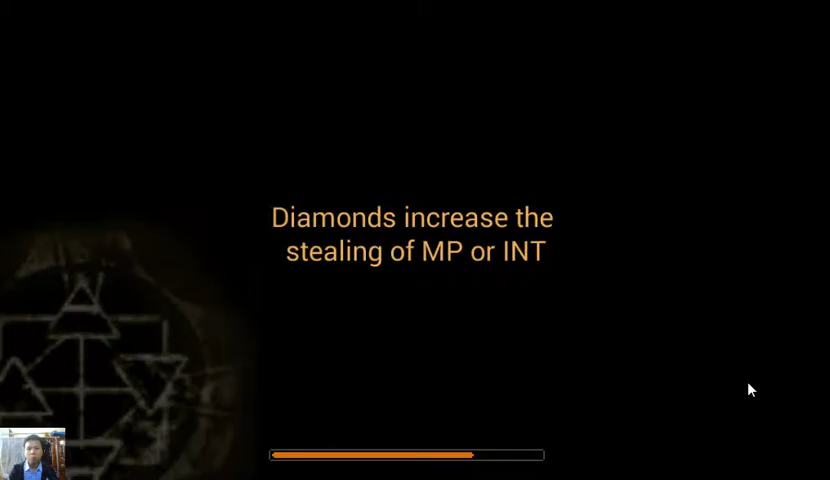 Diamonds increase the
stealing of MP or INT